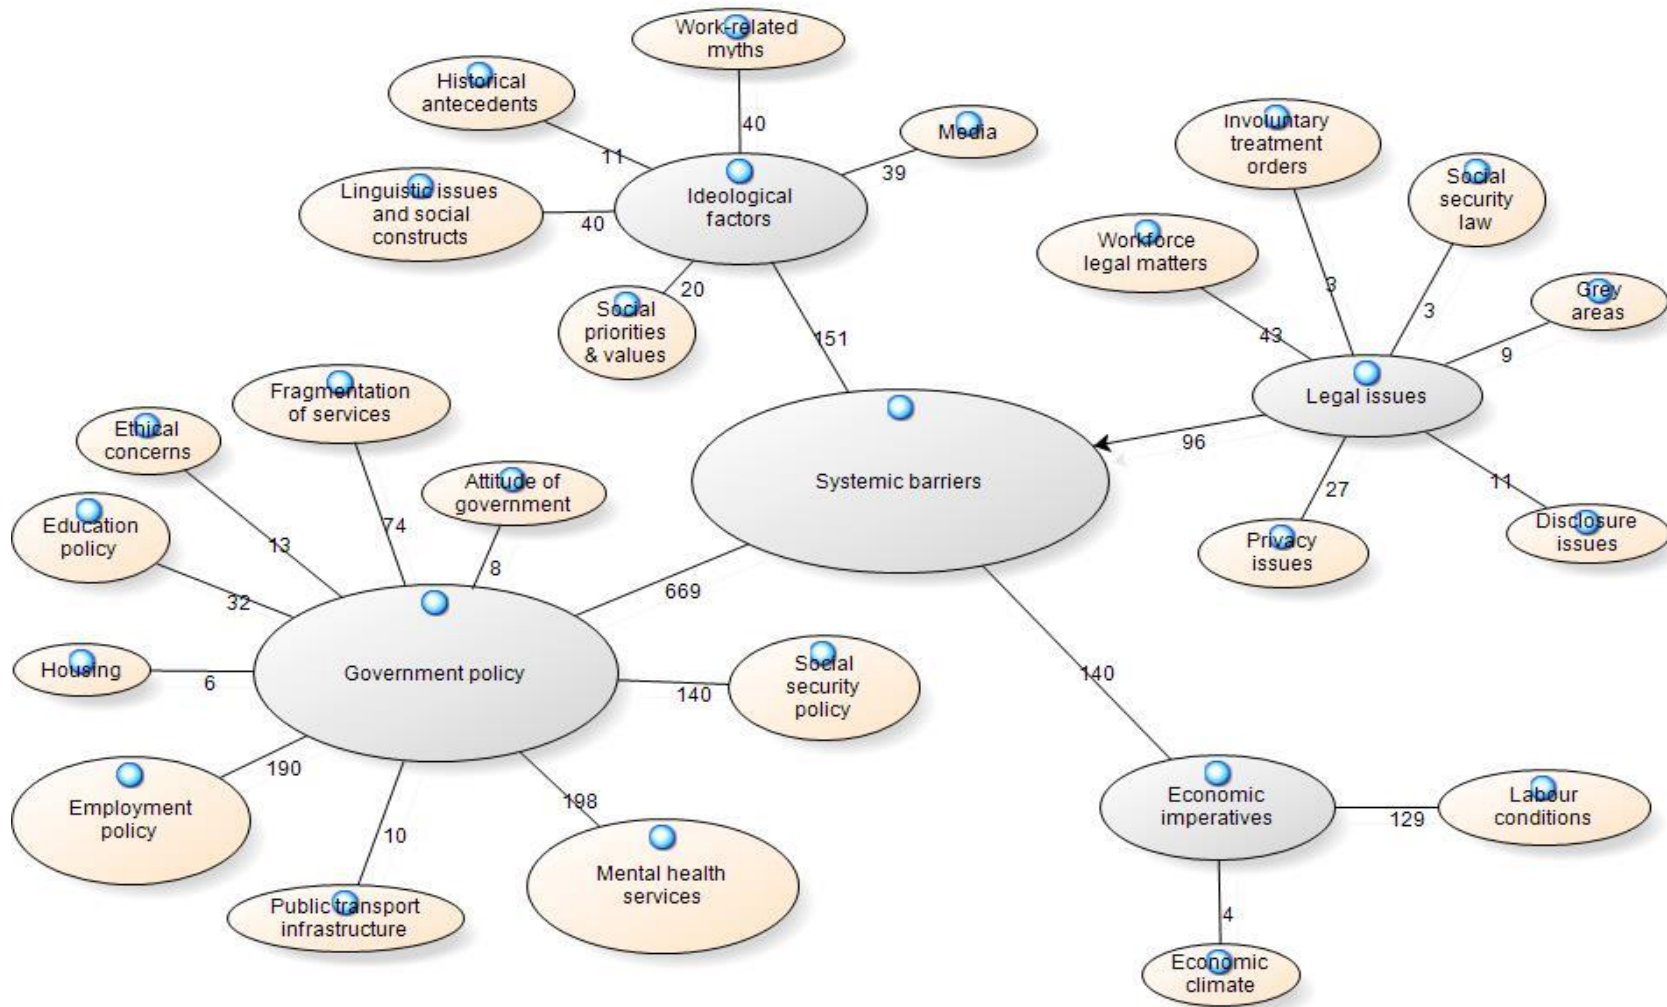 Work-related
myths
Historical
antecedents
40
Media
11
39
Linguistic issues
and social
constructs
40
Ideological
factors
20
Social
priorities
& values
151
Involuntary
treatment
orders
Social
security
law
Workforce
legal matters
3
3
Grey
areas
43
9
Legal issues
96
27
11
Privacy
issues
Disclosure
issues
Systemic barriers
Fragmentation
of services
Ethical
concerns
Attitude of
government
Education
policy
74
13
8
32
669
Housing
6
Government policy
140
Social
security
policy
190
Employment
policy
198
10
Public transport
infrastructure
Mental health
services
140
Economic
imperatives
129
Labour
conditions
4
Economic
climate